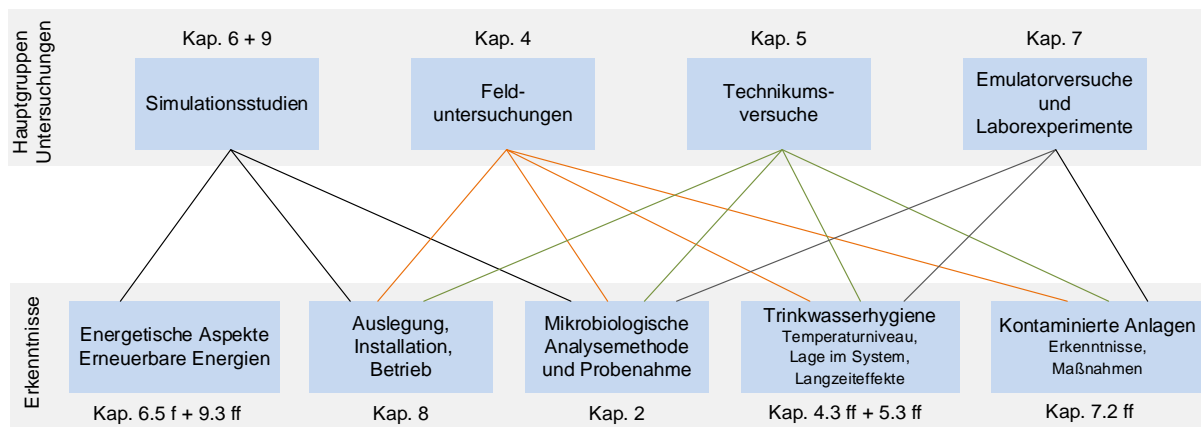 Hauptgruppen
Untersuchungen
Kap. 6 + 9
Kap. 4
Kap. 5
Kap. 7
Simulationsstudien
Feld-
untersuchungen
Technikums-
versuche
Emulatorversuche
und
Laborexperimente
Erkenntnisse
Energetische Aspekte
Erneuerbare Energien
Auslegung,
Installation,
Betrieb
Mikrobiologische
Analysemethode
und Probenahme
Trinkwasserhygiene
Temperaturniveau,
Lage im System,
Langzeiteffekte
Kontaminierte Anlagen
Erkenntnisse,
Maßnahmen
Kap. 6.5 f + 9.3 ff
Kap. 8
Kap. 2
Kap. 4.3 ff + 5.3 ff
Kap. 7.2 ff